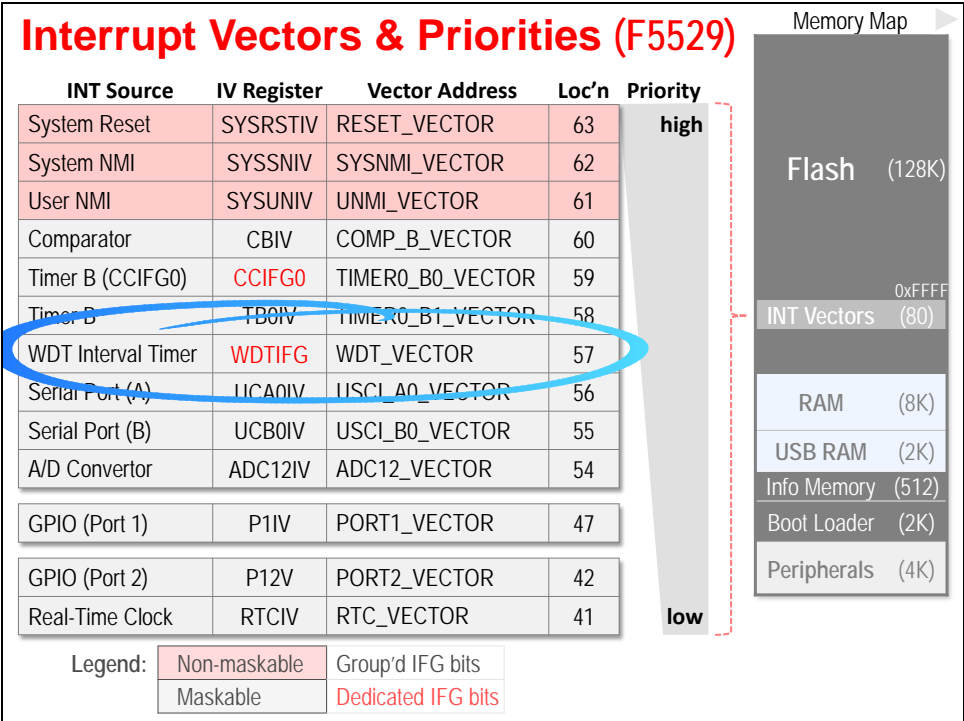 Interrupt Vectors & Priorities (F5529)
INT Source IV Register Vector Address Loc'n Priority
System Reset SYSRSTIV RESET_VECTOR 63 high
System NMI SYSSNIV SYSNMI_VECTOR 62
User NMI SYSUNIV UNMI_VECTOR 61
Comparator CBIV COMP_B_VECTOR 60
Timer B (CCIFG0) CCIFG0 TIMER0_B0_VECTOR 59
Timer B TB0IV TIMER0_B1_VECTOR 58
WDT Interval Timer WDTIFG WDT_VECTOR 57
Serial Port (A) UCA0IV USCI_A0_VECTOR 56
Serial Port (B) UCB0IV USCI_B0_VECTOR 55
A/D Convertor ADC12IV ADC12_VECTOR 54
GPIO (Port 1) P1IV PORT1_VECTOR 47
GPIO (Port 2) P12V PORT2_VECTOR 42
Real-Time Clock RTCIV RTC_VECTOR 41 low
Legend: Non-maskable Group'd IFG bits
Maskable Dedicated IFG bits
Memory Map
Flash (128K)
0xFFFF
INT Vectors (80)
RAM (8K)
USB RAM (2K)
Info Memory (512)
Boot Loader (2K)
Peripherals (4K)